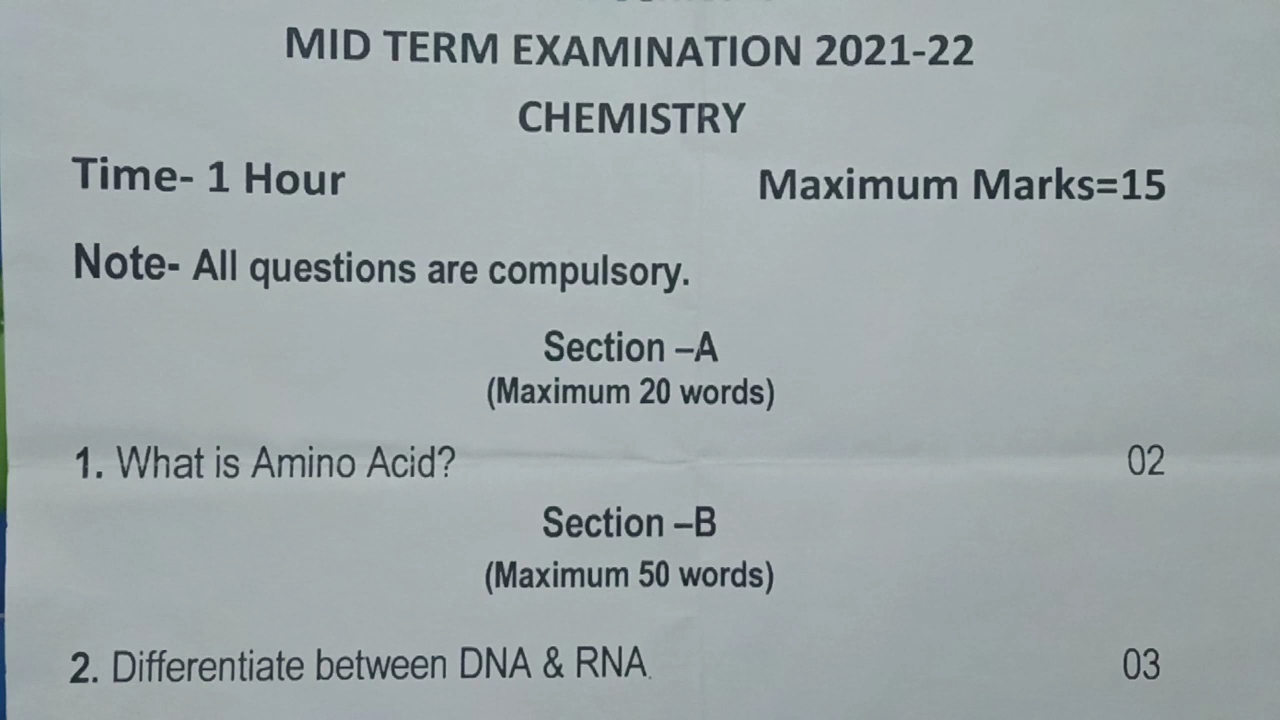 MID TERM EXAMINATION 2021-22
CHEMISTRY
Time- 1 Hour Maximum Marks=15
Note- All questions are compulsory.
Section –A
(Maximum 20 words)
1. What is Amino Acid? 02
Section –B
(Maximum 50 words)
2. Differentiate between DNA & RNA. 03